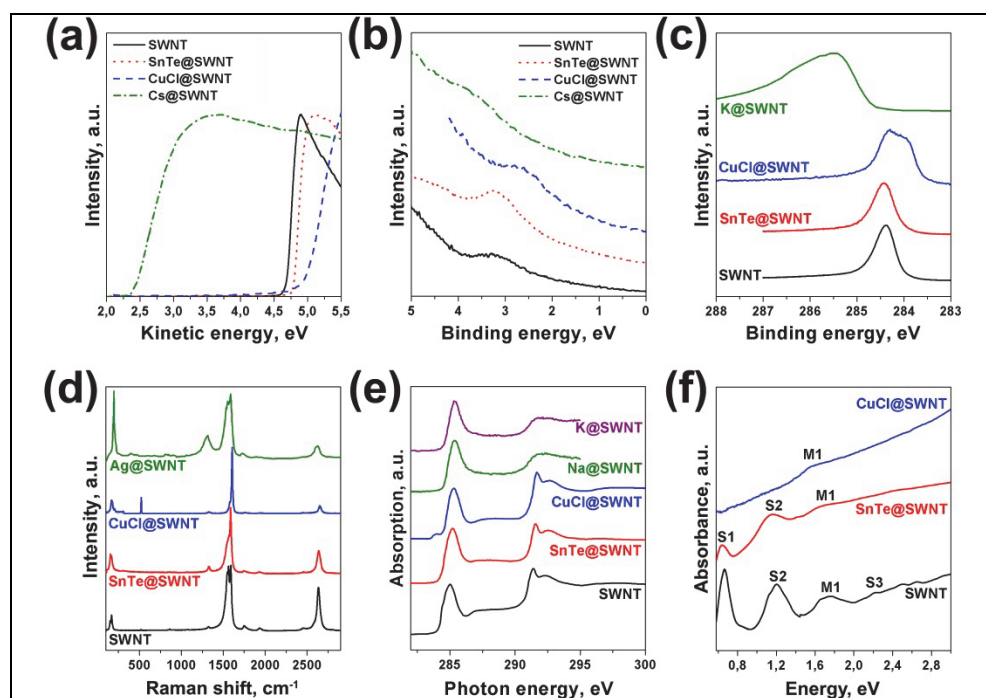 (a)
SWNT
SnTe@SWNT
CuCl@SWNT
Cs@SWNT
Intensity, a.u.
2,0 2,5 3,0 3,5 4,0 4,5 5,0 5,5
Kinetic energy, eV
(b)
SWNT
SnTe@SWNT
CuCl@SWNT
Cs@SWNT
Intensity, a.u.
5 4 3 2 1 0
Binding energy, eV
(c)
K@SWNT
CuCl@SWNT
SnTe@SWNT
SWNT
Intensity, a.u.
288 287 286 285 284 283
Binding energy, eV
(d)
Ag@SWNT
CuCl@SWNT
SnTe@SWNT
SWNT
Intensity, a.u.
500 1000 1500 2000 2500
Raman shift, cm⁻¹
(e)
K@SWNT
Na@SWNT
CuCl@SWNT
SnTe@SWNT
SWNT
Absorption, a.u.
285 290 295 300
Photon energy, eV
(f)
CuCl@SWNT
M1
S2 M1
SnTe@SWNT
S1
S2 M1 S3
SWNT
Absorbance, a.u.
0,8 1,2 1,6 2,0 2,4 2,8
Energy, eV